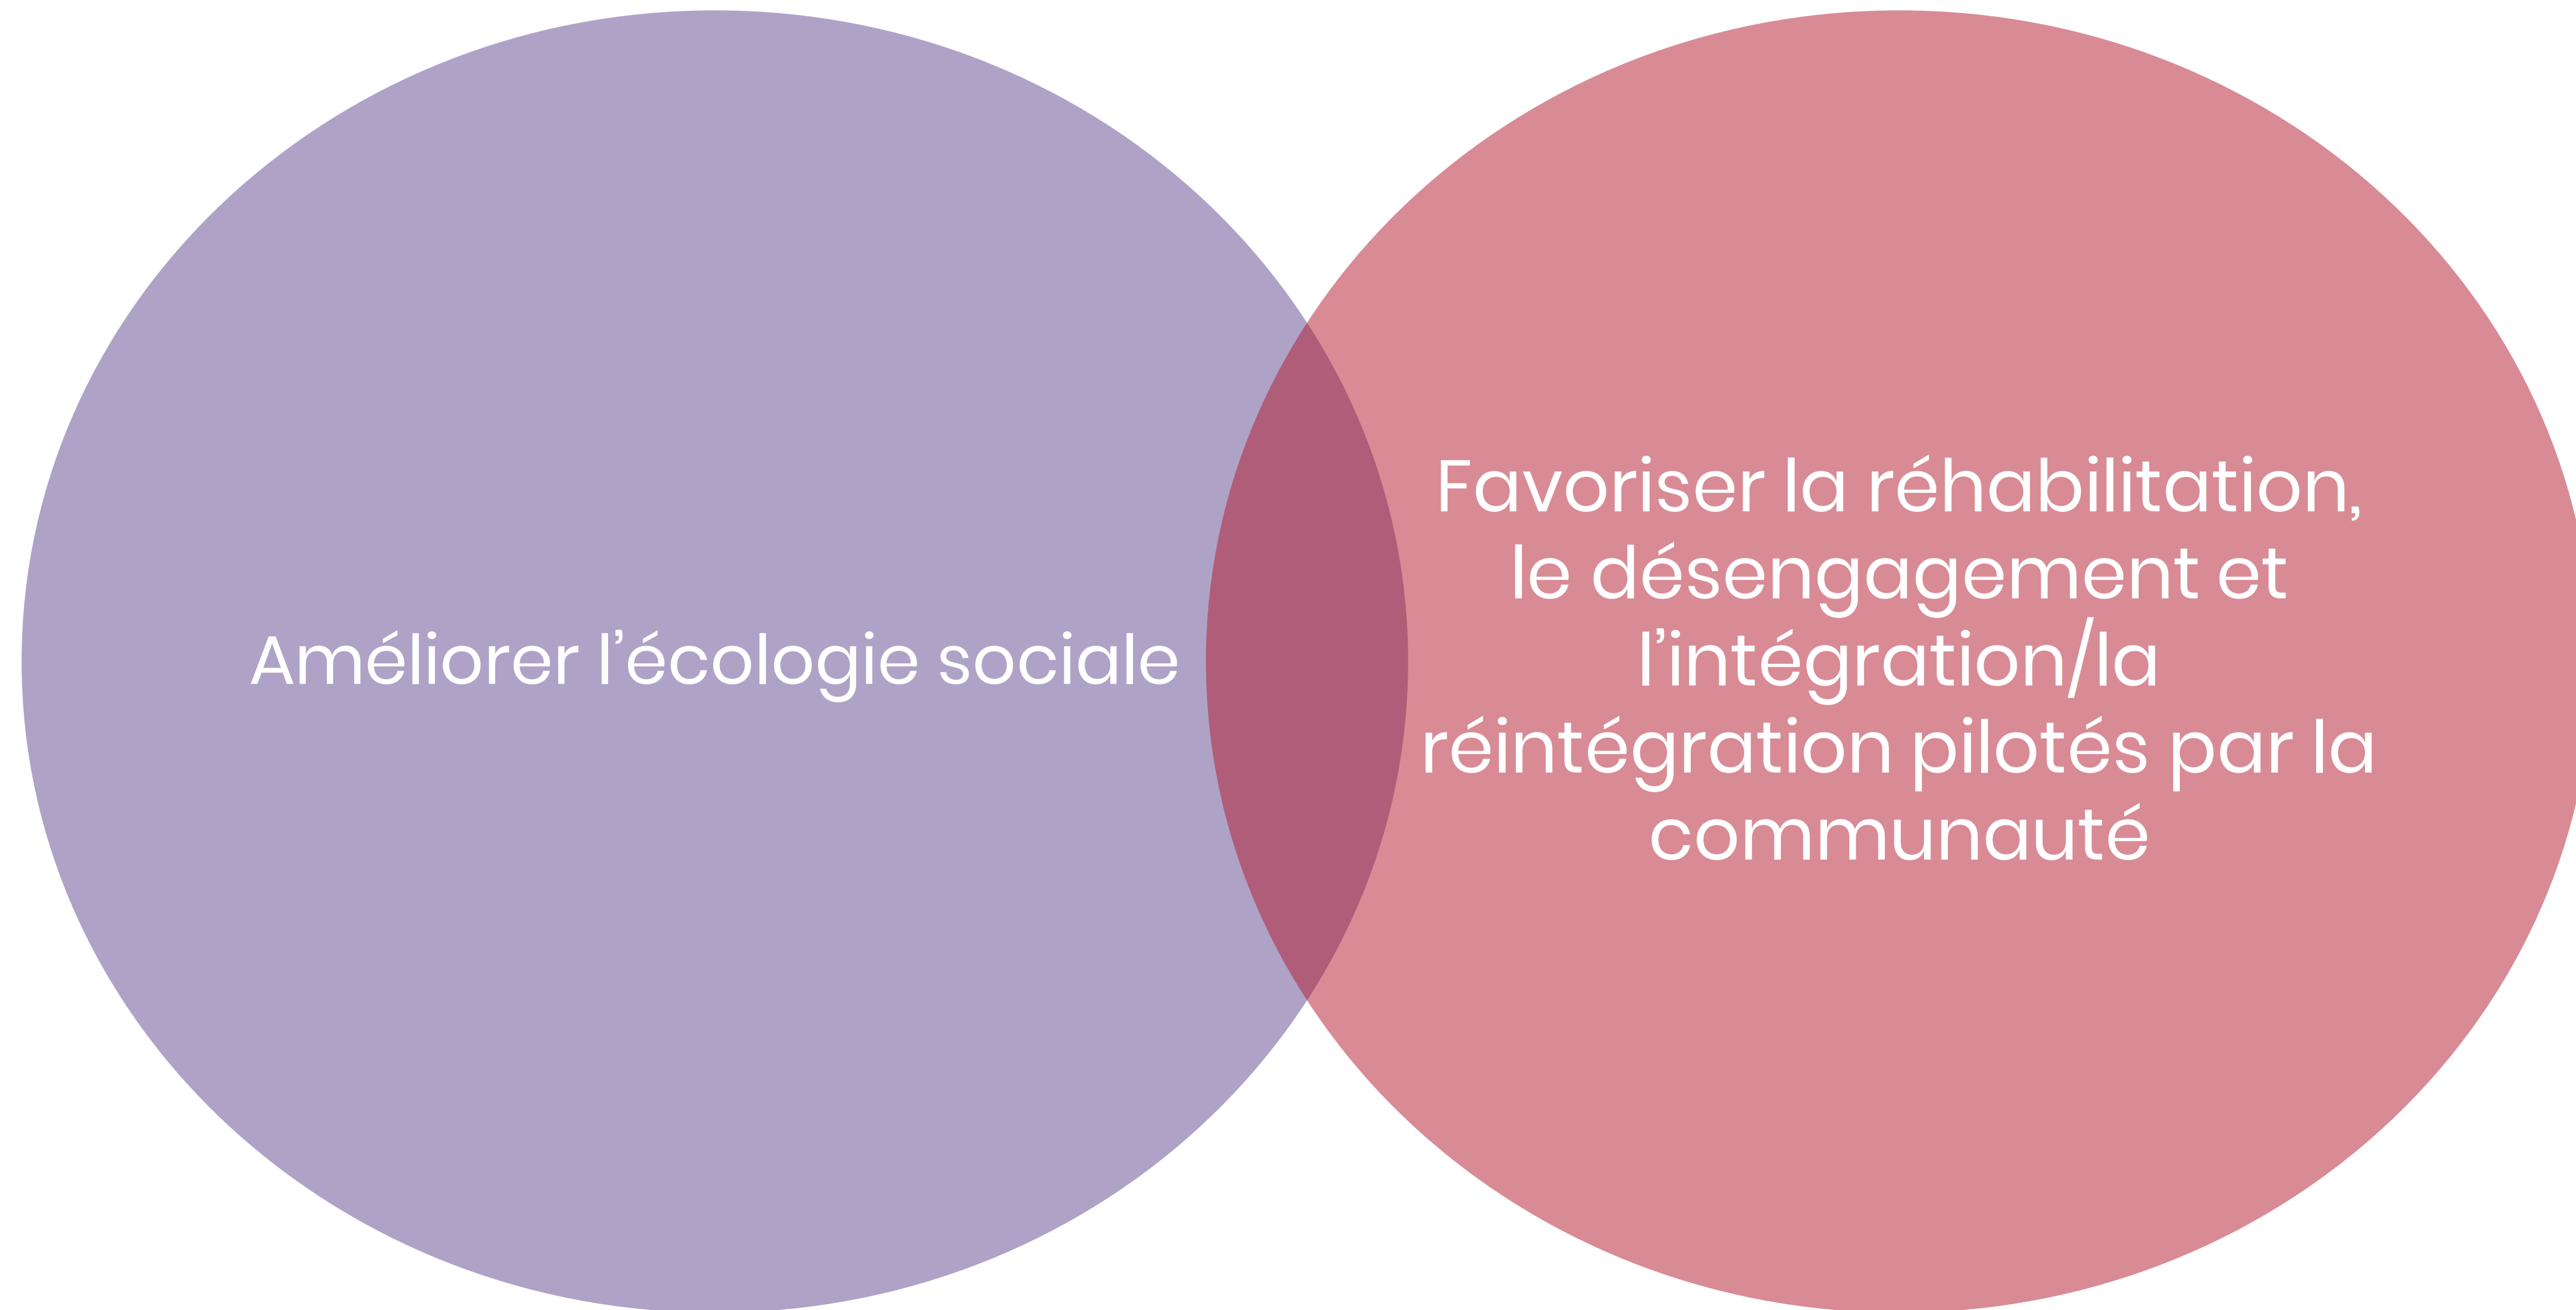 Améliorer l’écologie sociale
Favoriser la réhabilitation,
le désengagement et
l’intégration/la
réintégration pilotés par la
communauté